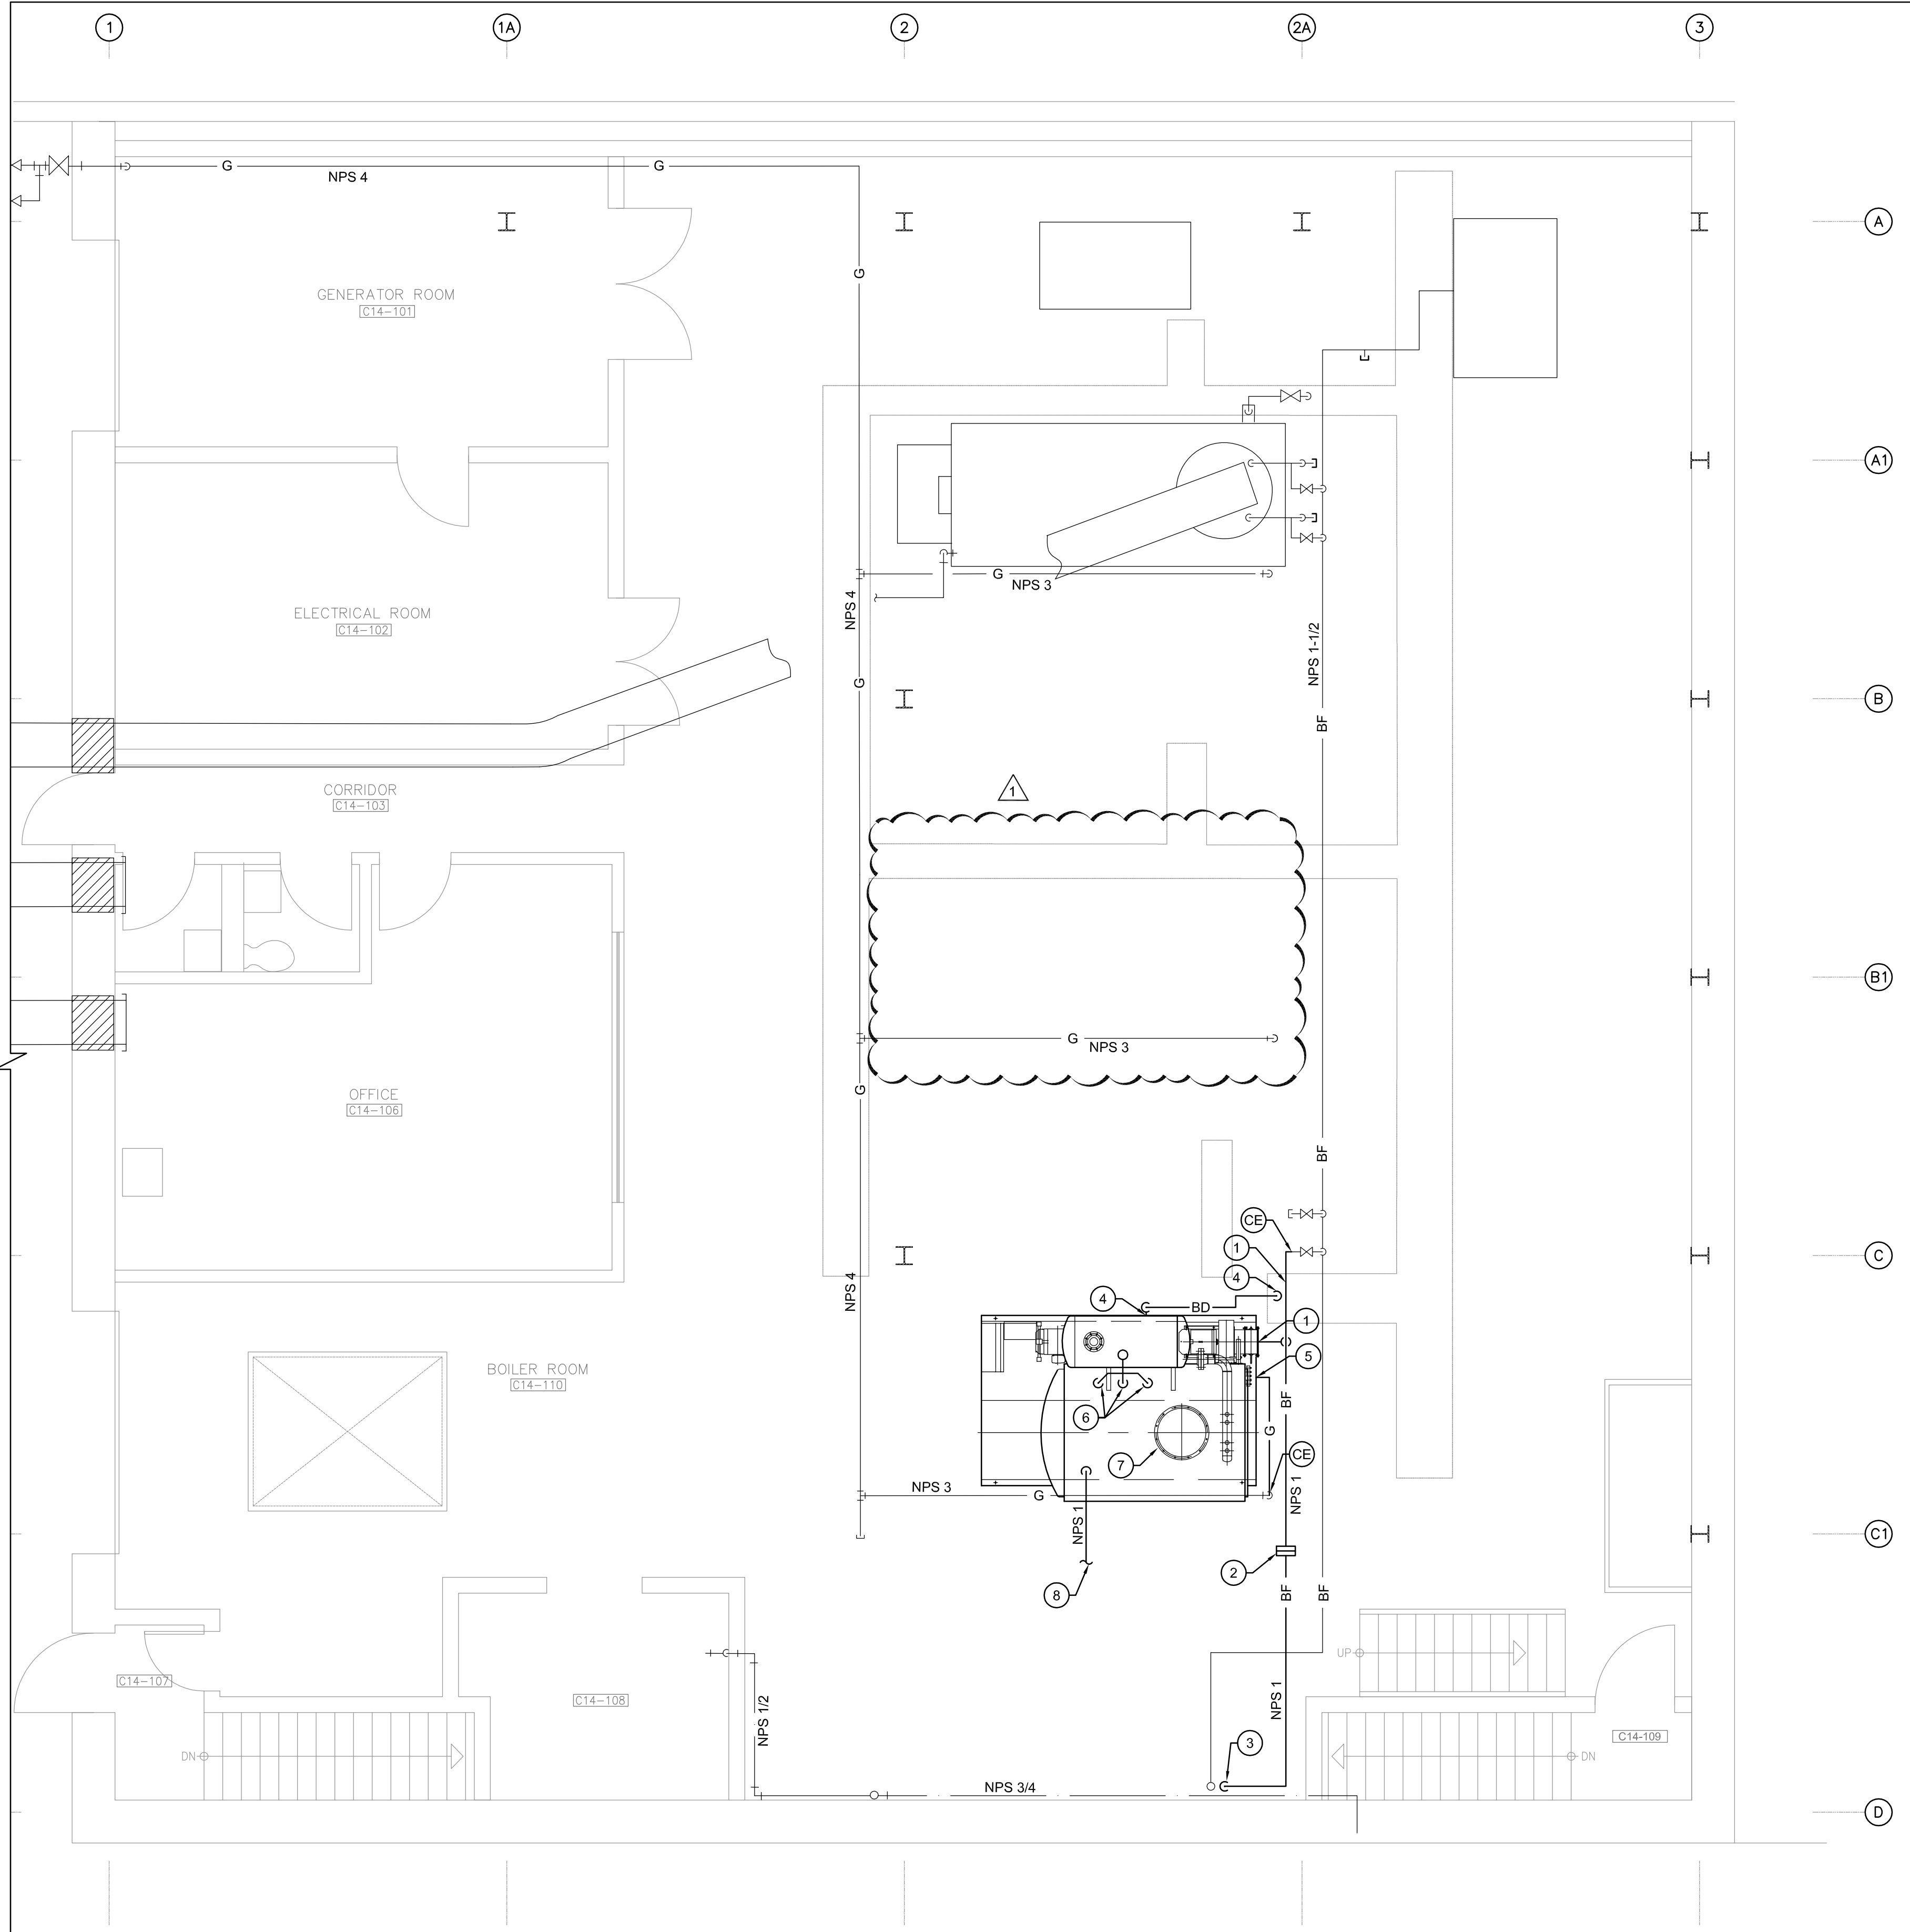 1
1A
2
2A
3
G
G
NPS 4
A
G
GENERATOR ROOM
C14-101
A1
G
NPS 3
NPS 4
ELECTRICAL ROOM
C14-102
NPS 1-1/2
G
B
BF
CORRIDOR
C14-103
1
B1
G
NPS 3
G
OFFICE
C14-106
BF
CE
1
C
4
NPS 4
4
BD
1
5
BOILER ROOM
C14-110
BF
6
G
CE
7
NPS 3
G
NPS 1
NPS 1
C1
2
8
BF
BF
UP
C14-107
C14-108
NPS 1
NPS 1/2
C14-109
3
DN
DN
NPS 3/4
D